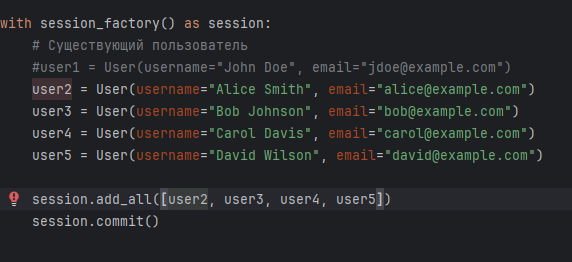 with session_factory() as session:
# Существующий пользователь
#user1 = User(username="John Doe", email="jdoe@example.com")
user2 = User(username="Alice Smith", email="alice@example.com")
user3 = User(username="Bob Johnson", email="bob@example.com")
user4 = User(username="Carol Davis", email="carol@example.com")
user5 = User(username="David Wilson", email="david@example.com")
session.add_all([user2, user3, user4, user5])
session.commit()